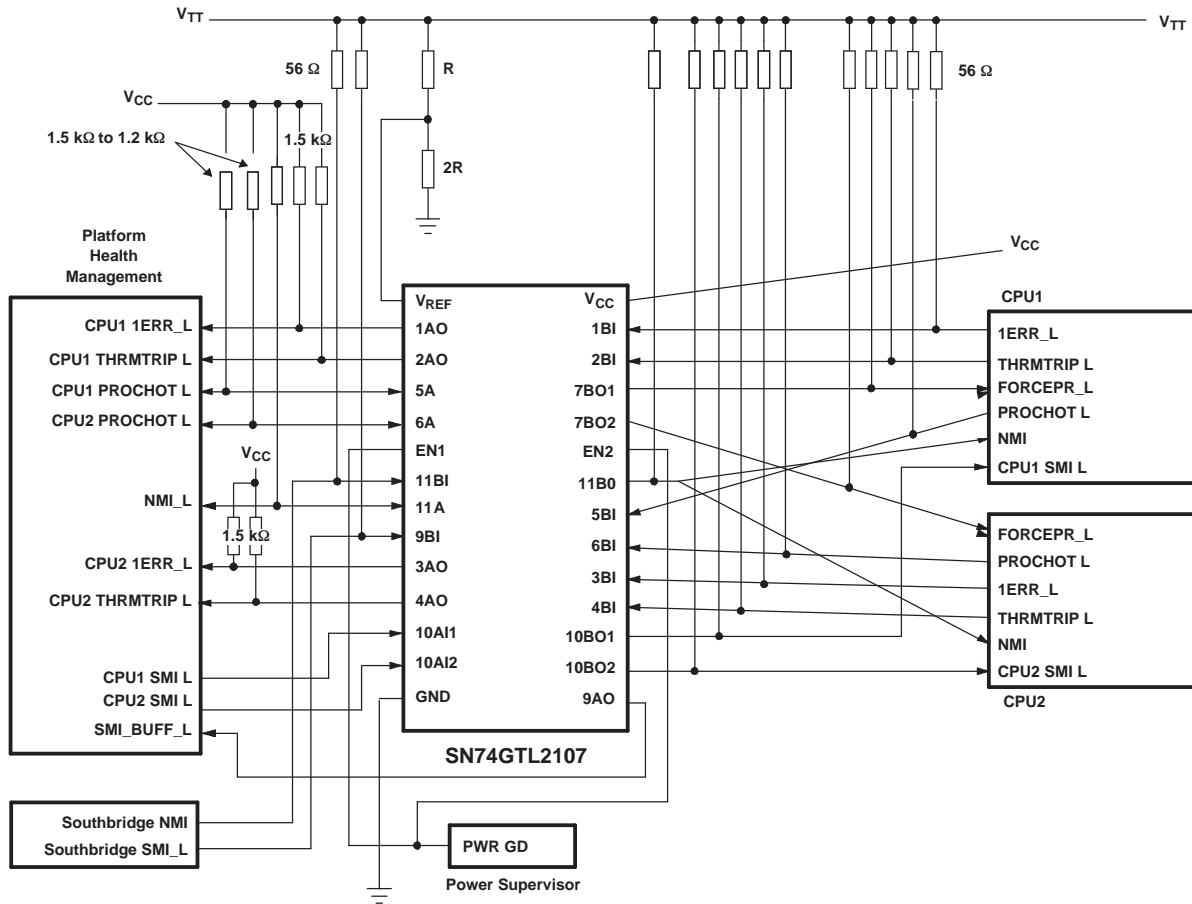 VTT
VTT
56 Ω
R
56 Ω
VCC
1.5 kΩ to 1.2 kΩ
1.5 kΩ
2R
Platform
Health
Management
CPU1 1ERR_L
CPU1 THRMTRIP L
CPU1 PROCHOT L
CPU2 PROCHOT L
VCC
NMI_L
1.5 kΩ
CPU2 1ERR_L
CPU2 THRMTRIP L
CPU1 SMI L
CPU2 SMI L
SMI_BUFF_L
VREF
1AO
2AO
5A
6A
EN1
11BI
11A
9BI
3AO
4AO
10AI1
10AI2
GND
VCC
1BI
2BI
7BO1
7BO2
EN2
11B0
5BI
6BI
3BI
4BI
10BO1
10BO2
9AO
SN74GTL2107
VCC
CPU1
1ERR_L
THRMTRIP L
FORCEPR_L
PROCHOT L
NMI
CPU1 SMI L
FORCEPR_L
PROCHOT L
1ERR_L
THRMTRIP L
NMI
CPU2 SMI L
CPU2
Southbridge NMI
Southbridge SMI_L
PWR GD
Power Supervisor